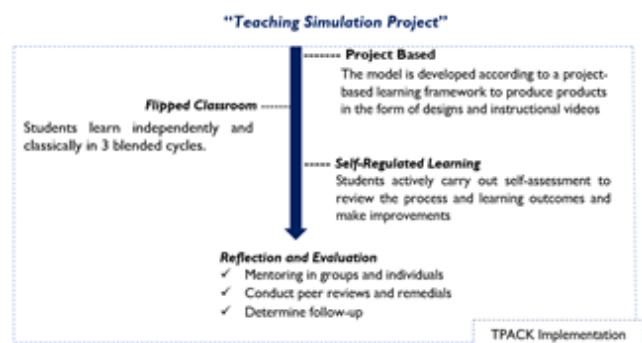 “Teaching Simulation Project”
Project Based
The model is developed according to a project-
based learning framework to produce products
in the form of designs and instructional videos
Flipped Classroom
Students learn independently and
classically in 3 blended cycles.
Self-Regulated Learning
Students actively carry out self-assessment to
review the process and learning outcomes and
make improvements
Reflection and Evaluation
✓ Mentoring in groups and individuals
✓ Conduct peer reviews and remedials
✓ Determine follow-up
TPACK Implementation